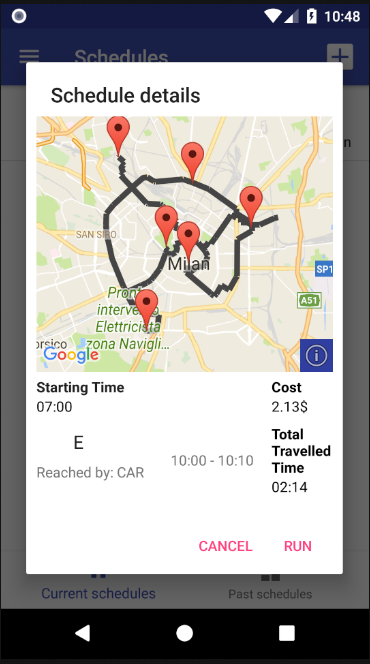 10:48
Schedules
n
Schedule details
SAN SIRO
Milan
SP1
A51
intervento
Elettricista
zona Navigli...
orsico
Google
i
Starting Time
07:00
Cost
2.13$
E
Reached by: CAR
10:00 - 10:10
Total
Travelled
Time
02:14
CANCEL
RUN
Current schedules
Past schedules